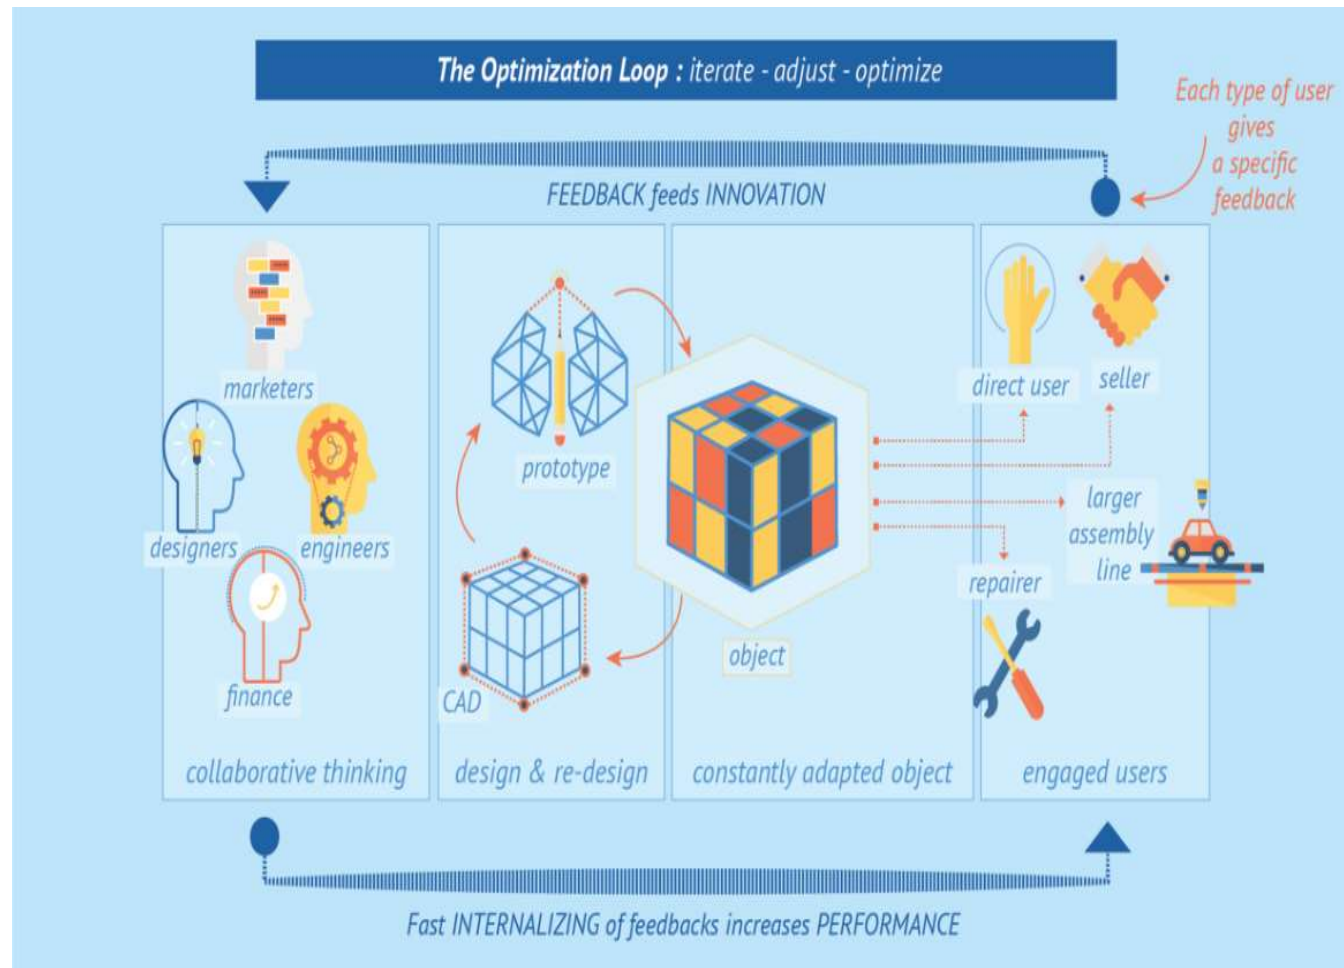 The Optimization Loop : iterate - adjust - optimize
Each type of user
gives
a specific
feedback
FEEDBACK feeds INNOVATION
marketers
designers
engineers
finance
collaborative thinking
prototype
CAD
design & re-design
object
constantly adapted object
direct user
seller
larger
assembly
line
repairer
engaged users
Fast INTERNALIZING of feedbacks increases PERFORMANCE